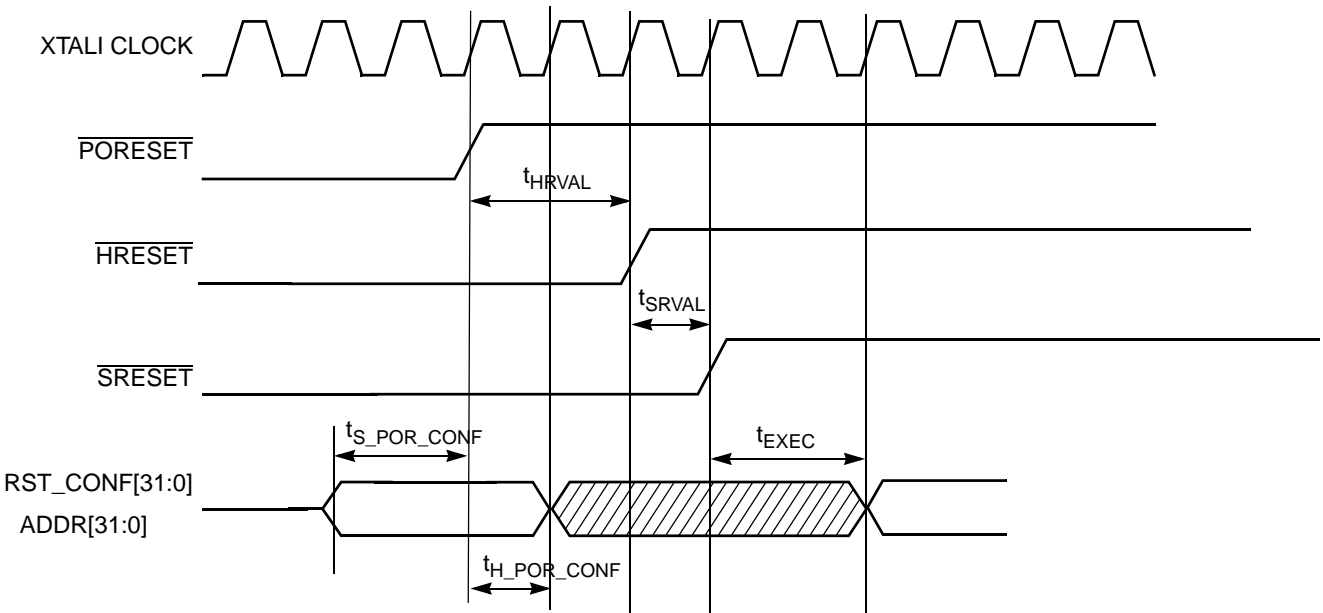 XTALI CLOCK
PORESET
tHRVAL
HRESET
tSRVAL
SRESET
tS_POR_CONF
tEXEC
RST_CONF[31:0]
ADDR[31:0]
tH_POR_CONF